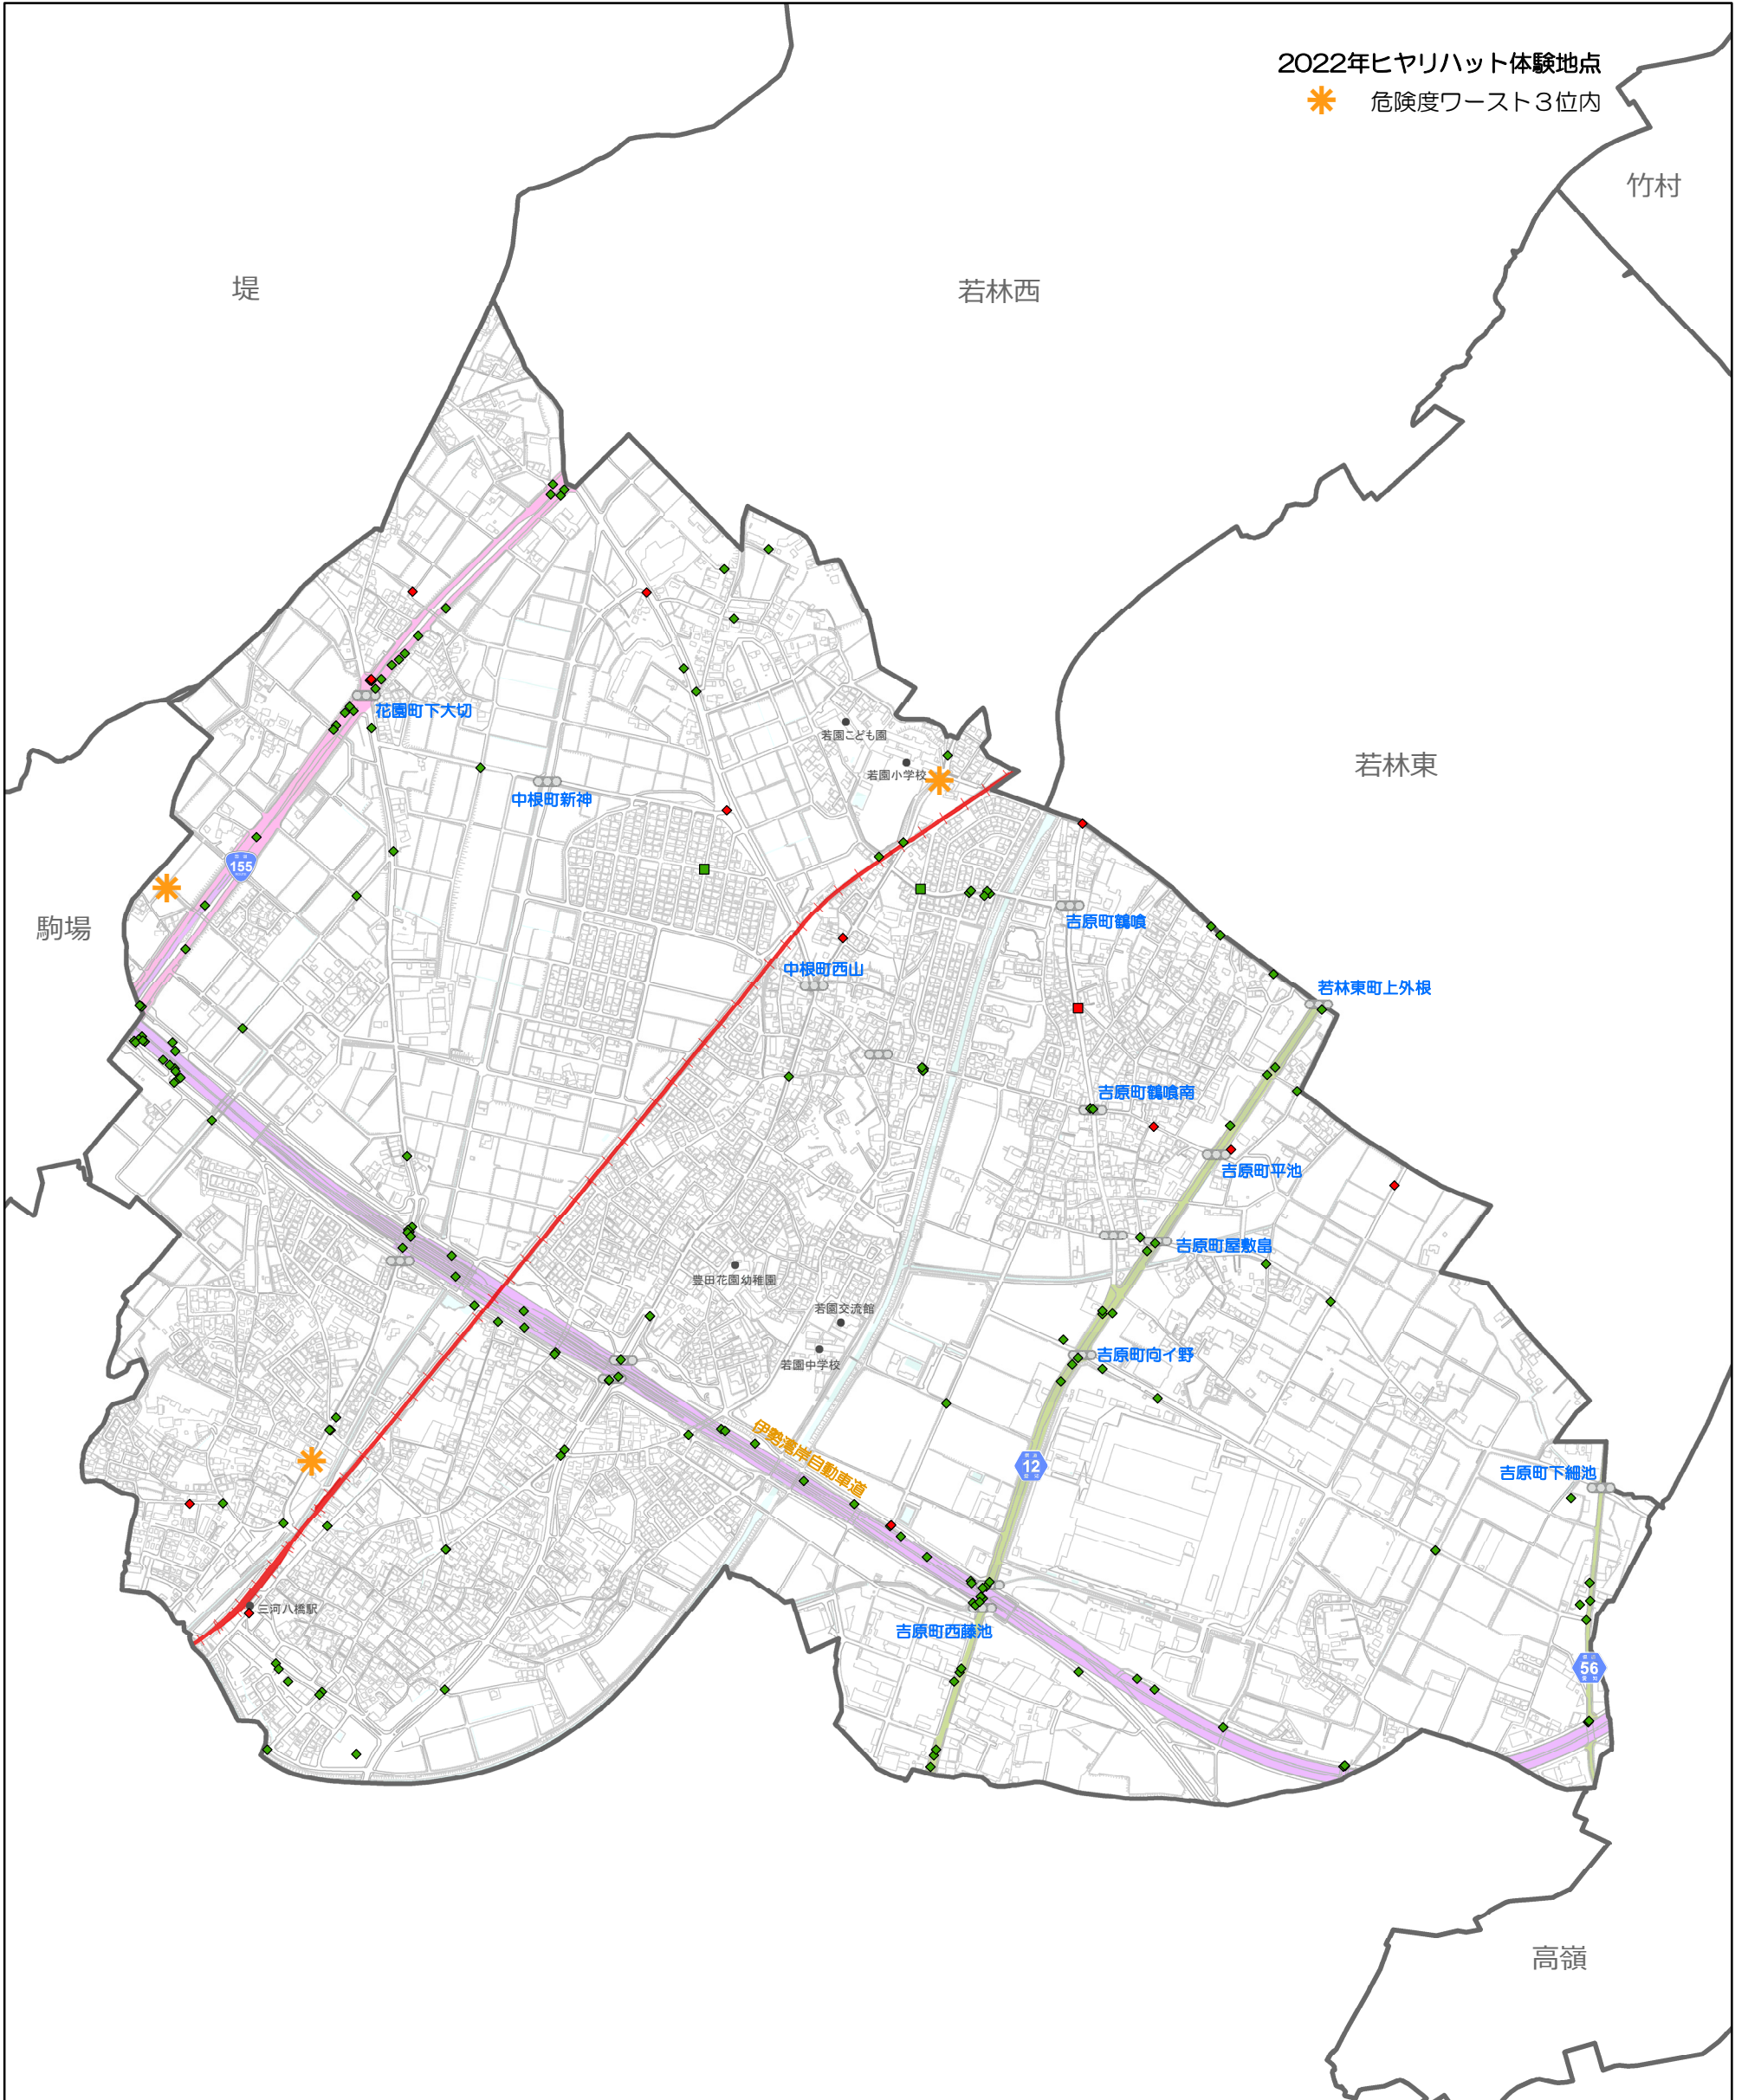 2022年ヒヤリハット体験地点
危険度ワースト３位内
竹村
堤
若林西
花園町下大切
若園こども園
若林東
若園小学校
中根町新神
155
駒場
吉原町鶴喰
中根町西山
若林東町上外根
吉原町鶴喰南
吉原町平池
吉原町屋敷畠
豊田花園幼稚園
若園交流館
吉原町向イ野
若園中学校
伊勢湾岸自動車道
12
吉原町下細池
三河八橋駅
吉原町西藤池
56
高嶺